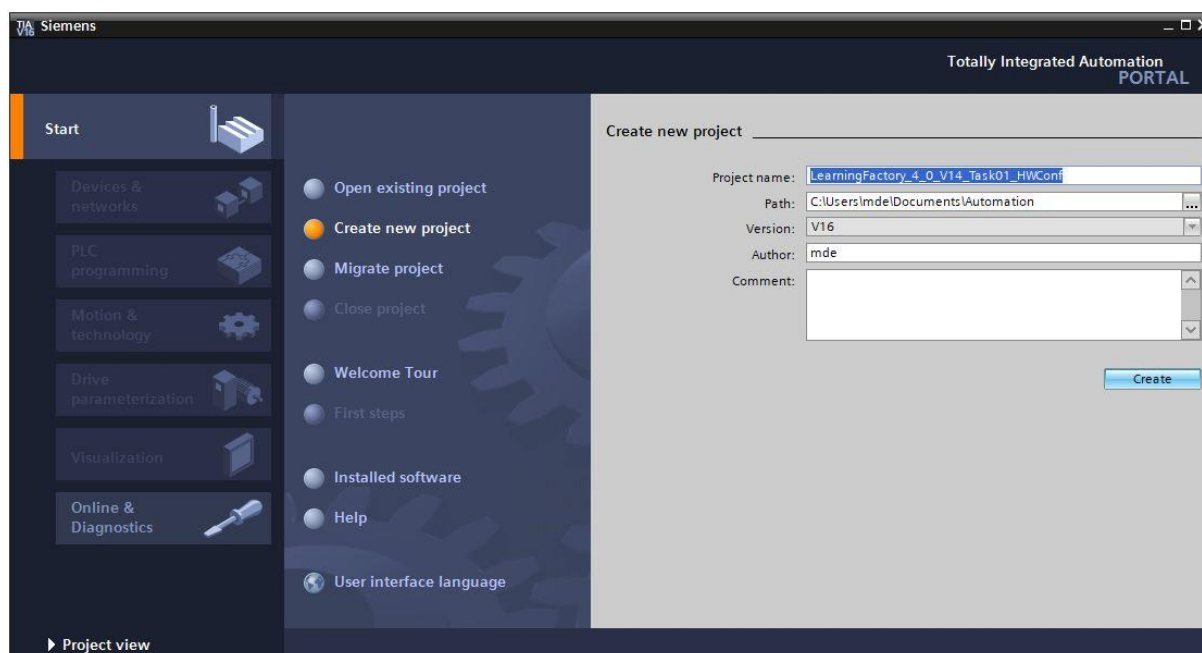 TIA V16 Siemens
Totally Integrated Automation
PORTAL
Start
Devices &
networks
PLC
programming
Motion &
technology
Drive
parameterization
Visualization
Online &
Diagnostics
Project view
Open existing project
Create new project
Migrate project
Close project
Welcome Tour
First steps
Installed software
Help
User interface language
Create new project
Project name: LearningFactory_4_0_V14_Task01_HWConf
Path: C:\Users\mde\Documents\Automation ...
Version: V16
Author: mde
Comment:
Create